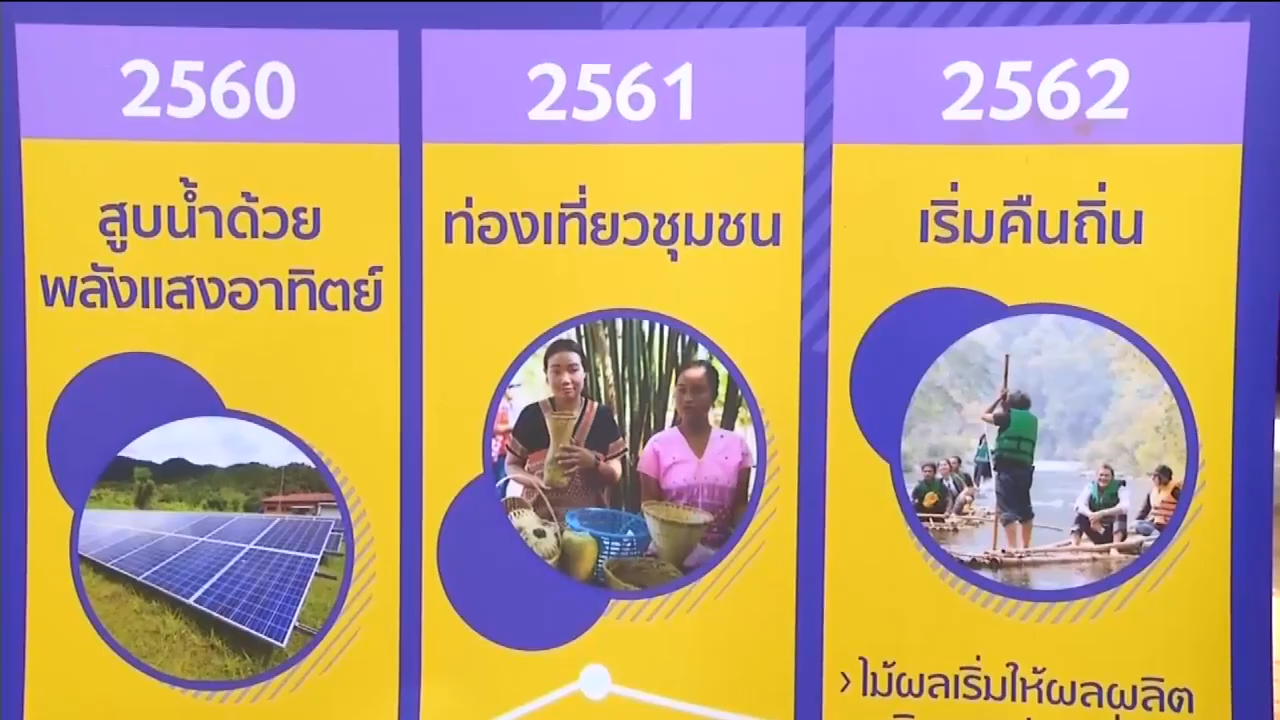 2560
สูบน้ำด้วย
พลังแสงอาทิตย์
2561
ท่องเที่ยวชุมชน
2562
เริ่มคืนถิ่น
› ไม้ผลเริ่มให้ผลผลิต